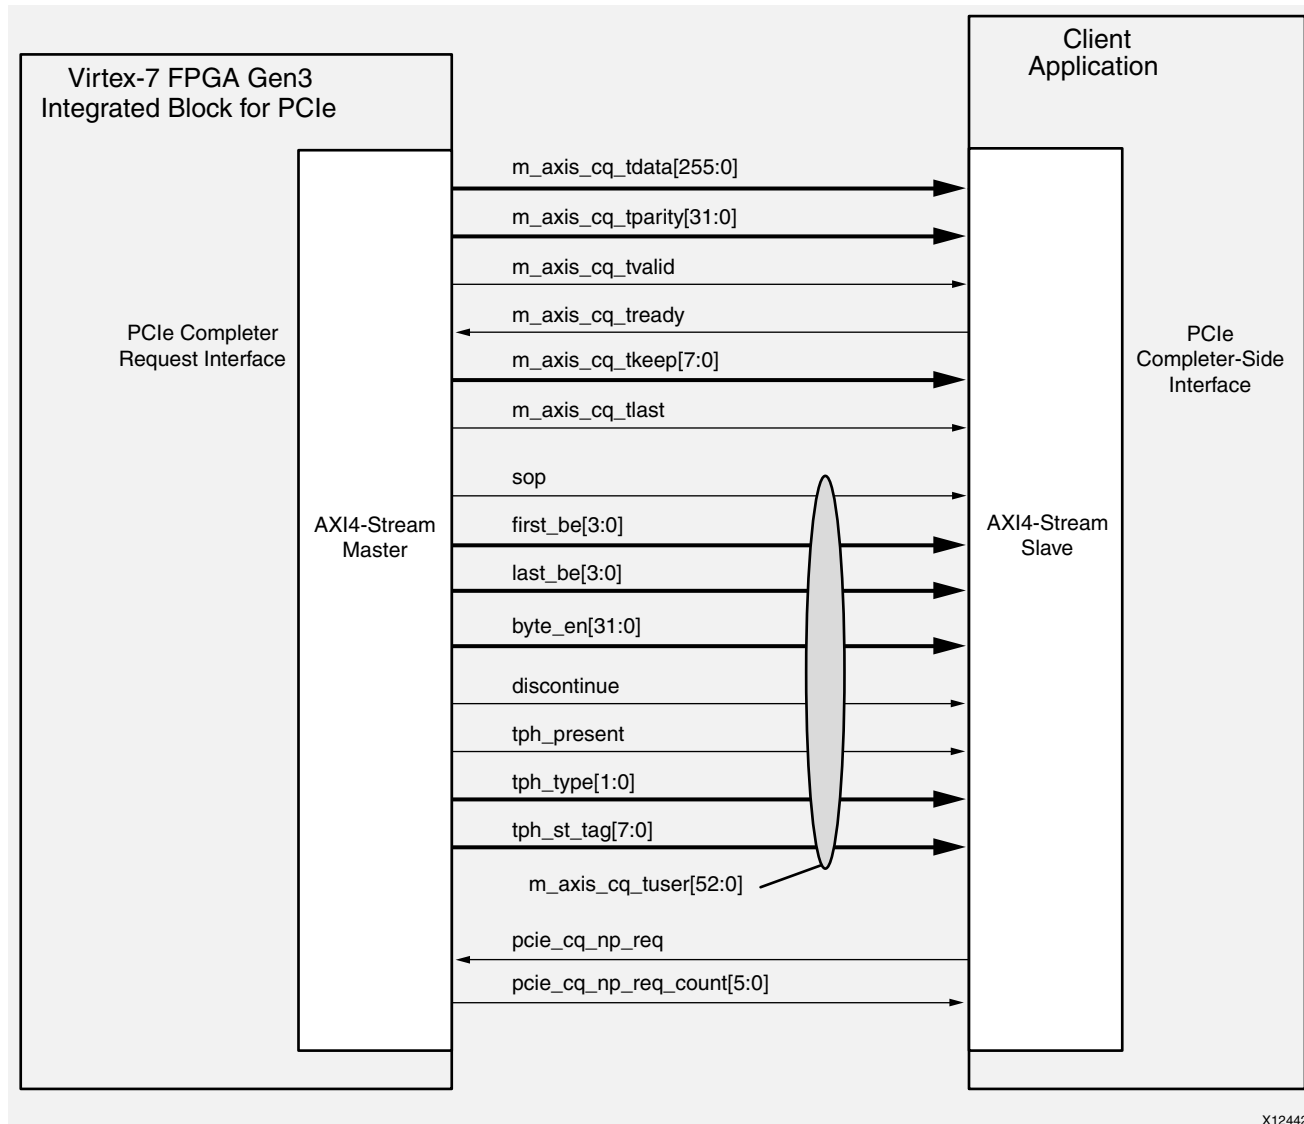 Client
Application
Virtex-7 FPGA Gen3
Integrated Block for PCIe
m_axis_cq_tdata[255:0]
m_axis_cq_tparity[31:0]
m_axis_cq_tvalid
m_axis_cq_tready
PCIe Completer
Request Interface
PCIe
Completer-Side
Interface
m_axis_cq_tkeep[7:0]
m_axis_cq_tlast
sop
AXI4-Stream
Master
first_be[3:0]
AXI4-Stream
Slave
last_be[3:0]
byte_en[31:0]
discontinue
tph_present
tph_type[1:0]
tph_st_tag[7:0]
m_axis_cq_tuser[52:0]
pcie_cq_np_req
pcie_cq_np_req_count[5:0]
X12442